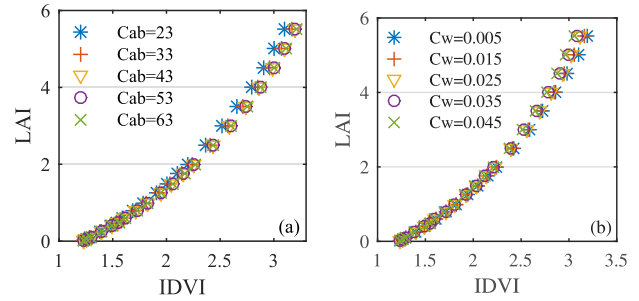 6
4
2
0
LAI
Cab=23
Cab=33
Cab=43
Cab=53
Cab=63
(a)
1
1.5
2
2.5
3
IDVI
6
4
2
0
LAI
Cw=0.005
Cw=0.015
Cw=0.025
Cw=0.035
Cw=0.045
(b)
1
1.5
2
2.5
3
3.5
IDVI